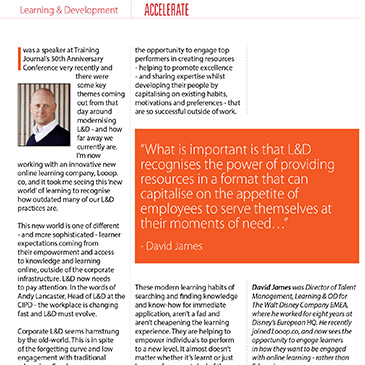 Learning & Development
ACCELERATE
I was a speaker at Training
Journal's 50th Anniversary
Conference very recently and
there were
some key
themes coming
out from that
day around
modernising
L&D - and how
far away we
currently are.
I'm now
working with an innovative new
online learning company, Looop.
co, and it took me seeing this 'new
world' of learning to recognise
how outdated many of our L&D
practices are.
This new world is one of different
- and more sophisticated - learner
expectations coming from
their empowerment and access
to knowledge and learning
online, outside of the corporate
infrastructure. L&D now needs
to pay attention. In the words of
Andy Lancaster, Head of L&D at the
CIPD - the workplace is changing
fast and L&D must evolve.
Corporate L&D seems hamstrung
by the old-world. This is in spite
of the forgetting curve and low
engagement with traditional
the opportunity to engage top
performers in creating resources
- helping to promote excellence
- and sharing expertise whilst
developing their people by
capitalising on existing habits,
motivations and preferences - that
are so successful outside of work.
"What is important is that L&D
recognises the power of providing
resources in a format that can
capitalise on the appetite of
employees to serve themselves at
their moments of need…"
- David James
These modern learning habits of
searching and finding knowledge
and know-how for immediate
application, aren't a fad and
aren't cheapening the learning
experience. They are helping to
empower individuals to perform
to a new level. It almost doesn't
matter whether it's learnt or just
David James was Director of Talent
Management, Learning & OD for
The Walt Disney Company EMEA,
where he worked for eight years at
Disney's European HQ. He recently
joined Looop.co, and now sees the
opportunity to engage learners
in how they want to be engaged
with online learning - rather than